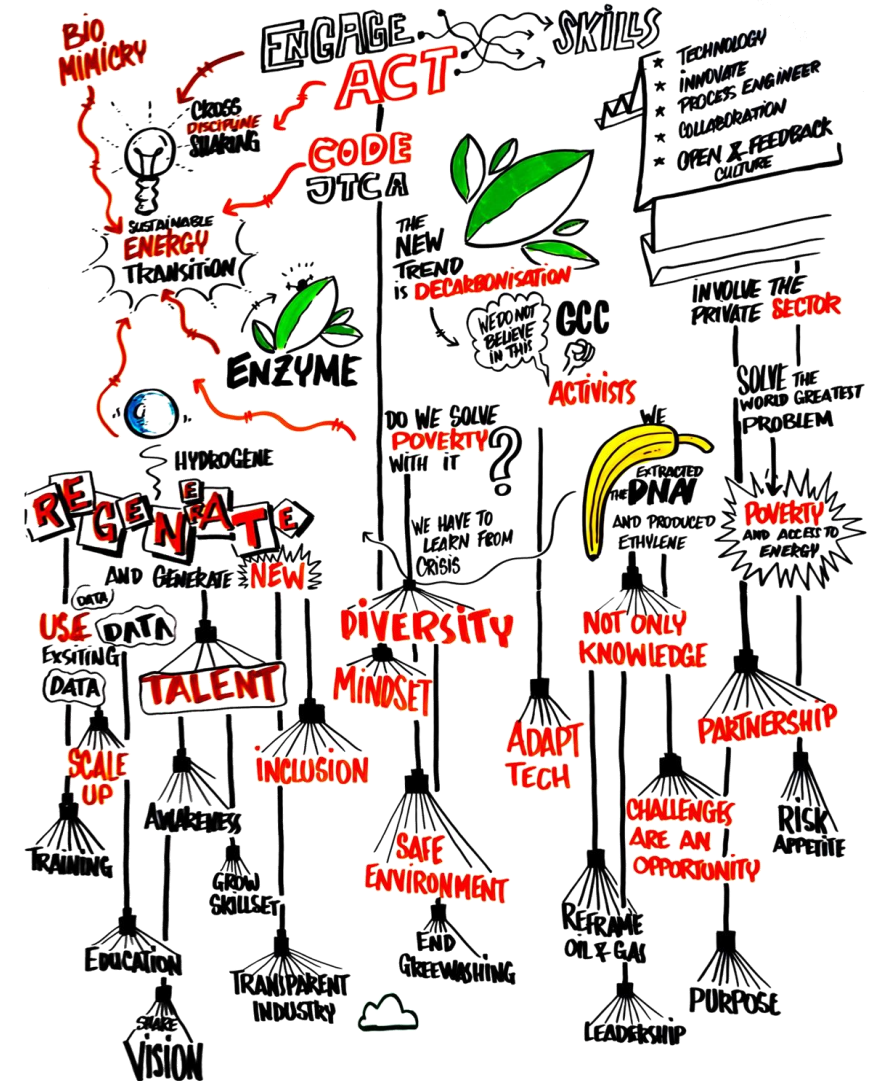 BIO
MIMICRY
ENGAGE
ACT
SKILLS
TECHNOLOGY
INNOVATE
PROCESS ENGINEER
COLLABORATION
OPEN & FEEDBACK
CULTURE
CROSS
DISCIPLINE
SHARING
CODE
JTCA
SUSTAINABLE
ENERGY
TRANSITION
THE
NEW
TREND
IS DECARBONISATION
WE DO NOT
BELIEVE
IN THIS
GCC
ACTIVISTS
INVOLVE THE
PRIVATE SECTOR
SOLVE THE
WORLD GREATEST
PROBLEM
POVERTY
AND ACCESS TO
ENERGY
ENZYME
HYDROGENE
DO WE SOLVE
POVERTY
WITH IT ?
WE HAVE TO
LEARN FROM
CRISIS
WE
EXTRACTED
THE DNA
AND PRODUCED
ETHYLENE
REGENERATE
AND GENERATE NEW
DATA
USE DATA
EXSITING
DATA
TALENT
SCALE
UP
TRAINING
AWARENESS
GROW
SKILLSET
INCLUSION
EDUCATION
SHARE
VISION
TRANSPARENT
INDUSTRY
DIVERSITY
MINDSET
SAFE
ENVIRONMENT
END
GREEWASHING
ADAPT
TECH
NOT ONLY
KNOWLEDGE
CHALLENGES
ARE AN
OPPORTUNITY
REFRAME
OIL & GAS
LEADERSHIP
PARTNERSHIP
RISK
APPETITE
PURPOSE